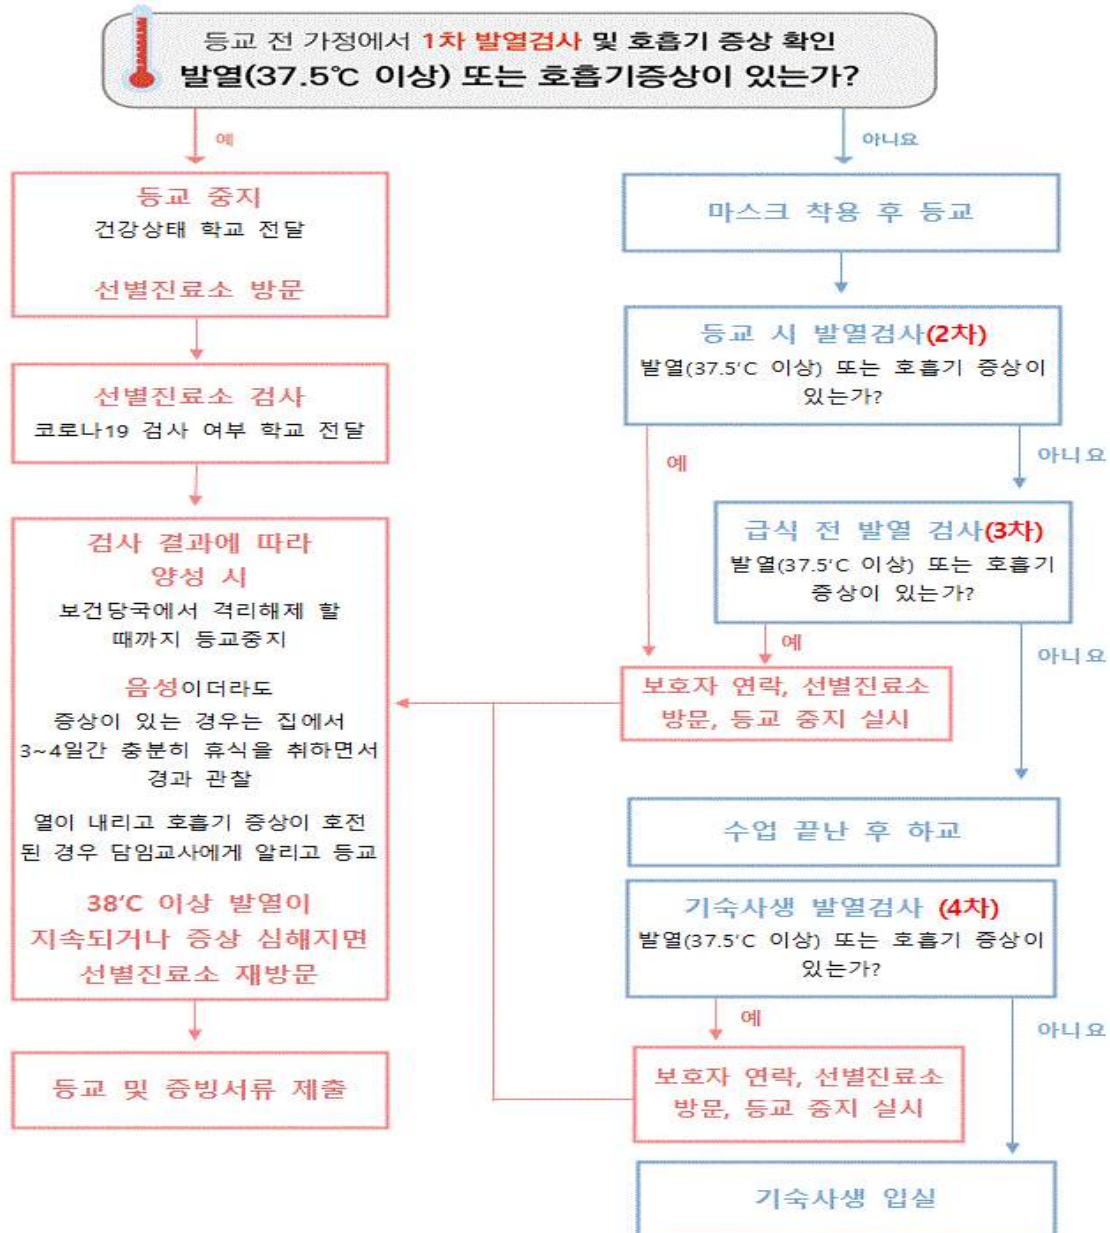 등교 전 가정에서 1차 발열검사 및 호흡기 증상 확인
발열(37.5℃ 이상) 또는 호흡기증상이 있는가?
예
아니요
등교 중지
건강상태 학교 전달
선별진료소 방문
선별진료소 검사
코로나19 검사 여부 학교 전달
검사 결과에 따라
양성 시
보건당국에서 격리해제 할
때까지 등교중지
음성이더라도
증상이 있는 경우는 집에서
3~4일간 충분히 휴식을 취하면서
경과 관찰
열이 내리고 호흡기 증상이 호전
된 경우 담임교사에게 알리고 등교
38'C 이상 발열이
지속되거나 증상 심해지면
선별진료소 재방문
등교 및 증빙서류 제출
마스크 착용 후 등교
등교 시 발열검사(2차)
발열(37.5'C 이상) 또는 호흡기 증상이
있는가?
예
아니요
급식 전 발열 검사(3차)
발열(37.5'C 이상) 또는 호흡기
증상이 있는가?
예
아니요
보호자 연락, 선별진료소
방문, 등교 중지 실시
수업 끝난 후 하교
기숙사생 발열검사 (4차)
발열(37.5'C 이상) 또는 호흡기 증상이
있는가?
예
아니요
보호자 연락, 선별진료소
방문, 등교 중지 실시
기숙사생 입실